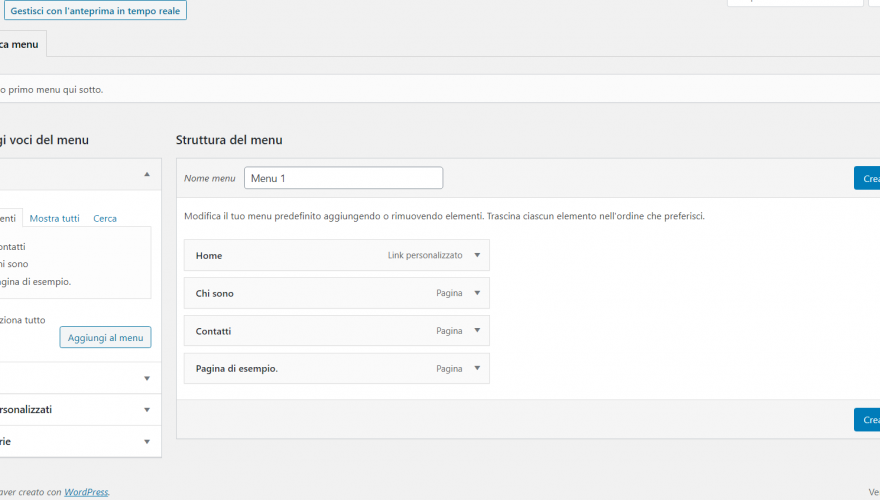 Gestisci con l'anteprima in tempo reale
ca menu
o primo menu qui sotto.
gi voci del menu
Struttura del menu
Nome menu Menu 1
Crea
Modifica il tuo menu predefinito aggiungendo o rimuovendo elementi. Trascina ciascun elemento nell'ordine che preferisci.
enti Mostra tutti Cerca
ontatti
hi sono
agina di esempio.
ziona tutto
Aggiungi al menu
Home Link personalizzato
Chi sono Pagina
Contatti Pagina
Pagina di esempio. Pagina
rsonalizzati
rie
Crea
aver creato con WordPress.
Ve